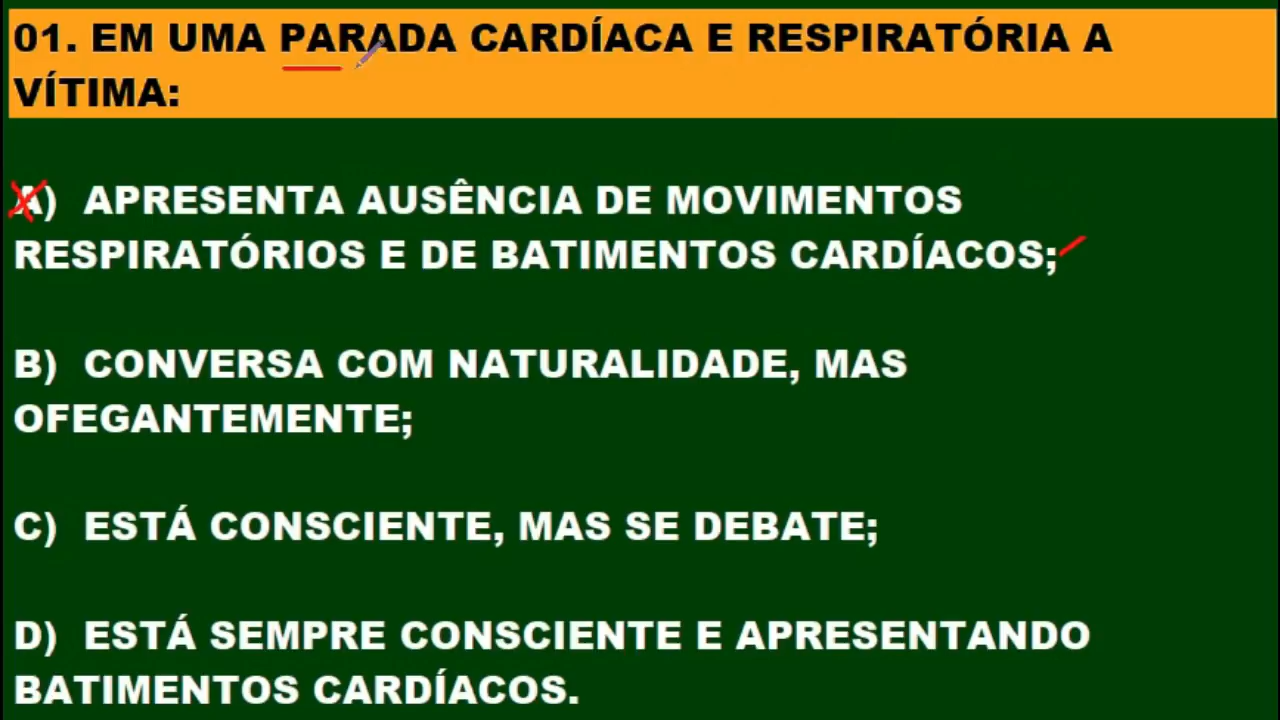 01. EM UMA PARADA CARDÍACA E RESPIRATÓRIA A
VÍTIMA:
A) APRESENTA AUSÊNCIA DE MOVIMENTOS
RESPIRATÓRIOS E DE BATIMENTOS CARDÍACOS;
B) CONVERSA COM NATURALIDADE, MAS
OFEGANTEMENTE;
C) ESTÁ CONSCIENTE, MAS SE DEBATE;
D) ESTÁ SEMPRE CONSCIENTE E APRESENTANDO
BATIMENTOS CARDÍACOS.